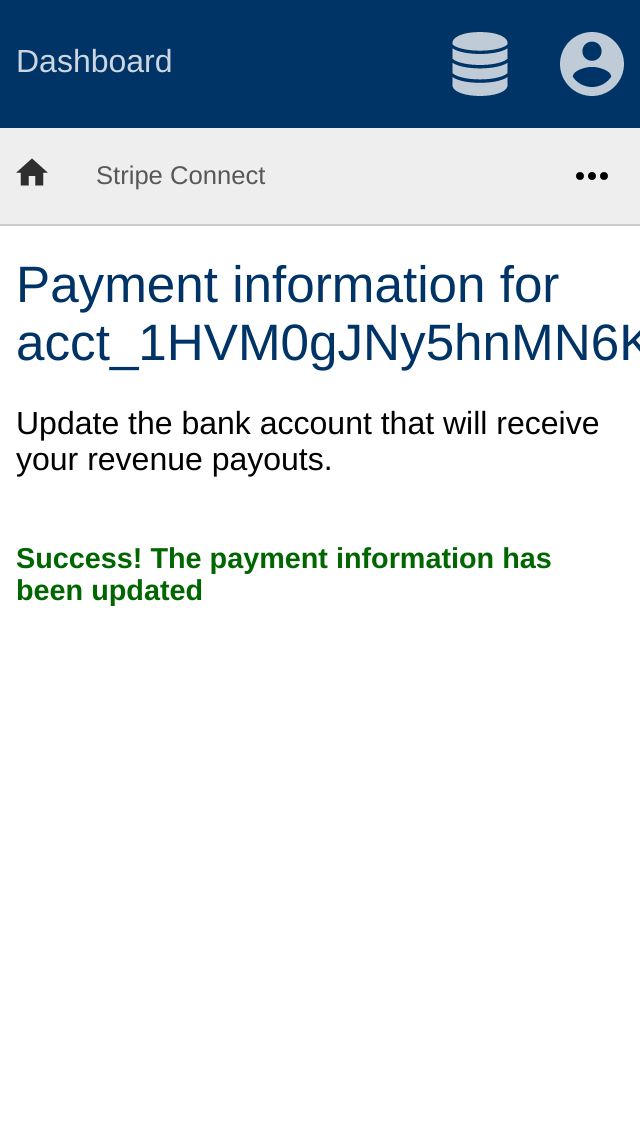 Dashboard
Stripe Connect
Payment information for
acct_1HVM0gJNy5hnMN6K
Update the bank account that will receive
your revenue payouts.
Success! The payment information has
been updated